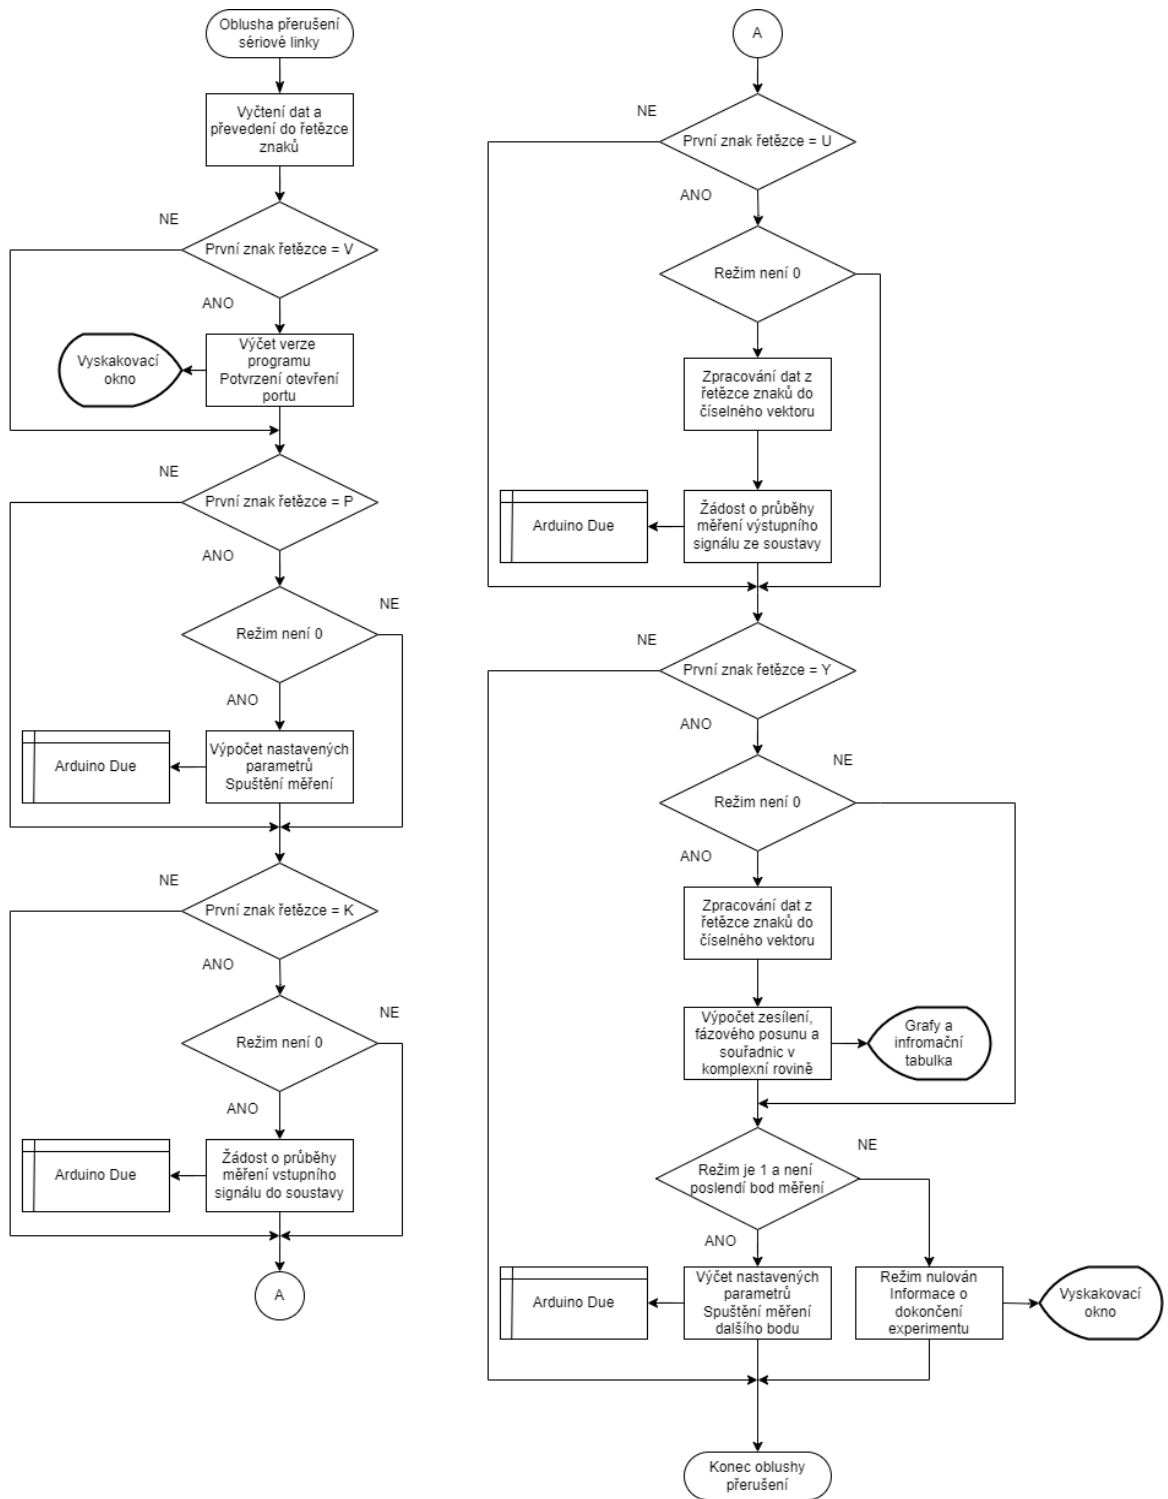 Oblusha přerušení
sériové linky
Vyčtení dat a
převedení do řetězce
znaků
NE
První znak řetězce = V
ANO
Vyskakovací
okno
Výčet verze
programu
Potvrzení otevření
portu
NE
První znak řetězce = P
ANO
NE
Režim není 0
ANO
Arduino Due
Výpočet nastavených
parametrů
Spuštění měření
NE
První znak řetězce = K
ANO
NE
Režim není 0
ANO
Arduino Due
Žádost o průběhy
měření vstupního
signálu do soustavy
A
A
NE
První znak řetězce = U
ANO
Režim není 0
Zpracování dat z
řetězce znaků do
číselného vektoru
Arduino Due
Žádost o průběhy
měření výstupního
signálu ze soustavy
NE
První znak řetězce = Y
ANO
NE
Režim není 0
ANO
Zpracování dat z
řetězce znaků do
číselného vektoru
Výpočet zesílení,
fázového posunu a
souřadnic v
komplexní rovině
Grafy a
infromační
tabulka
NE
Režim je 1 a není
poslendí bod měření
ANO
Arduino Due
Výčet nastavených
parametrů
Spuštění měření
dalšího bodu
Režim nulován
Informace o
dokončení
experimentu
Vyskakovací
okno
Konec oblushy
přerušení